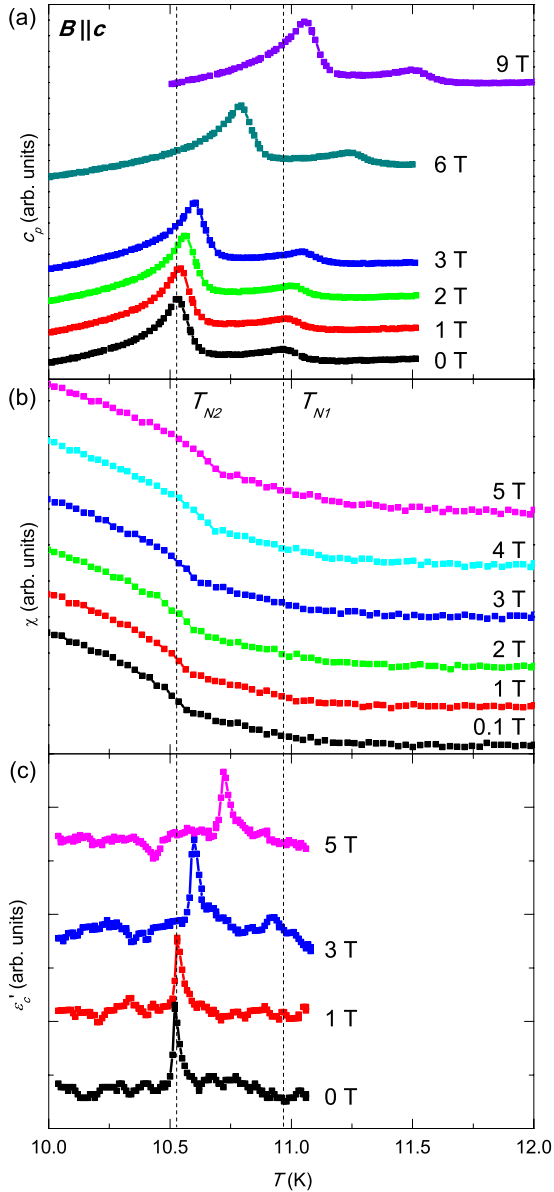 (a)
B||c
9 T
6 T
3 T
2 T
1 T
0 T
c_p (arb. units)
(b)
T_N2
T_N1
5 T
4 T
3 T
2 T
1 T
0.1 T
χ (arb. units)
(c)
5 T
3 T
1 T
0 T
ε_c' (arb. units)
10.0 10.5 11.0 11.5 12.0
T (K)